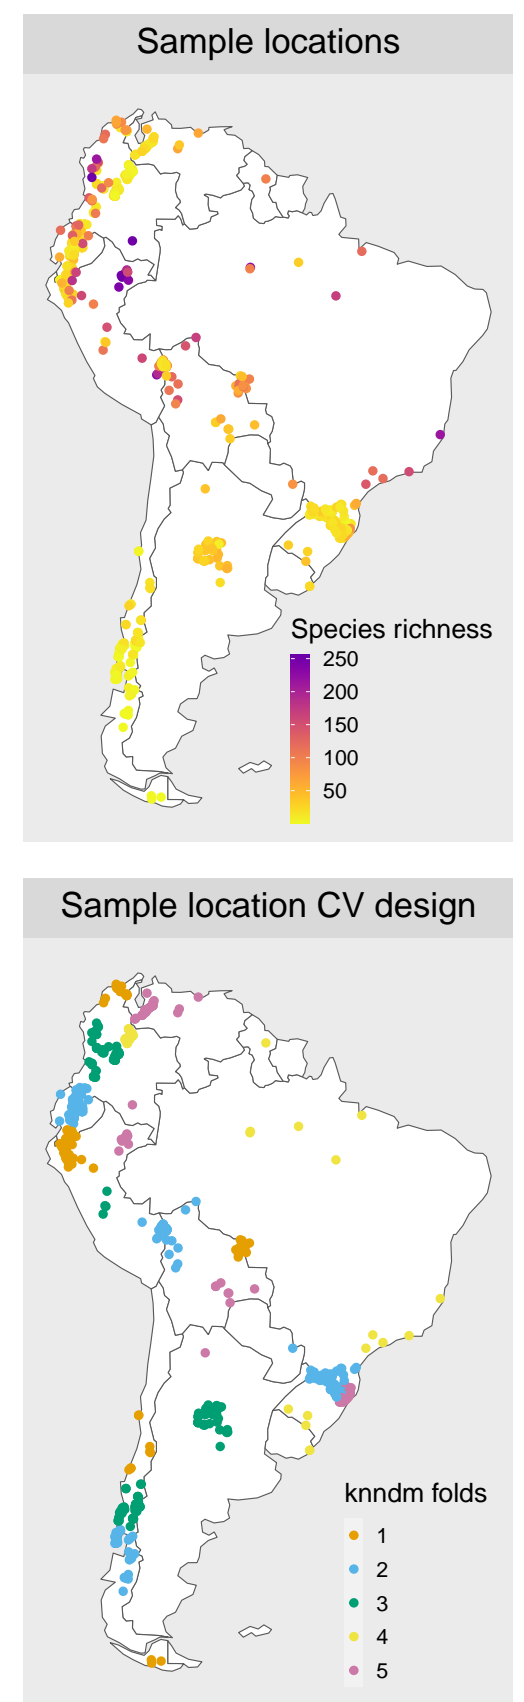 Sample locations
Species richness
250
200
150
100
50
Sample location CV design
knndm folds
1
2
3
4
5